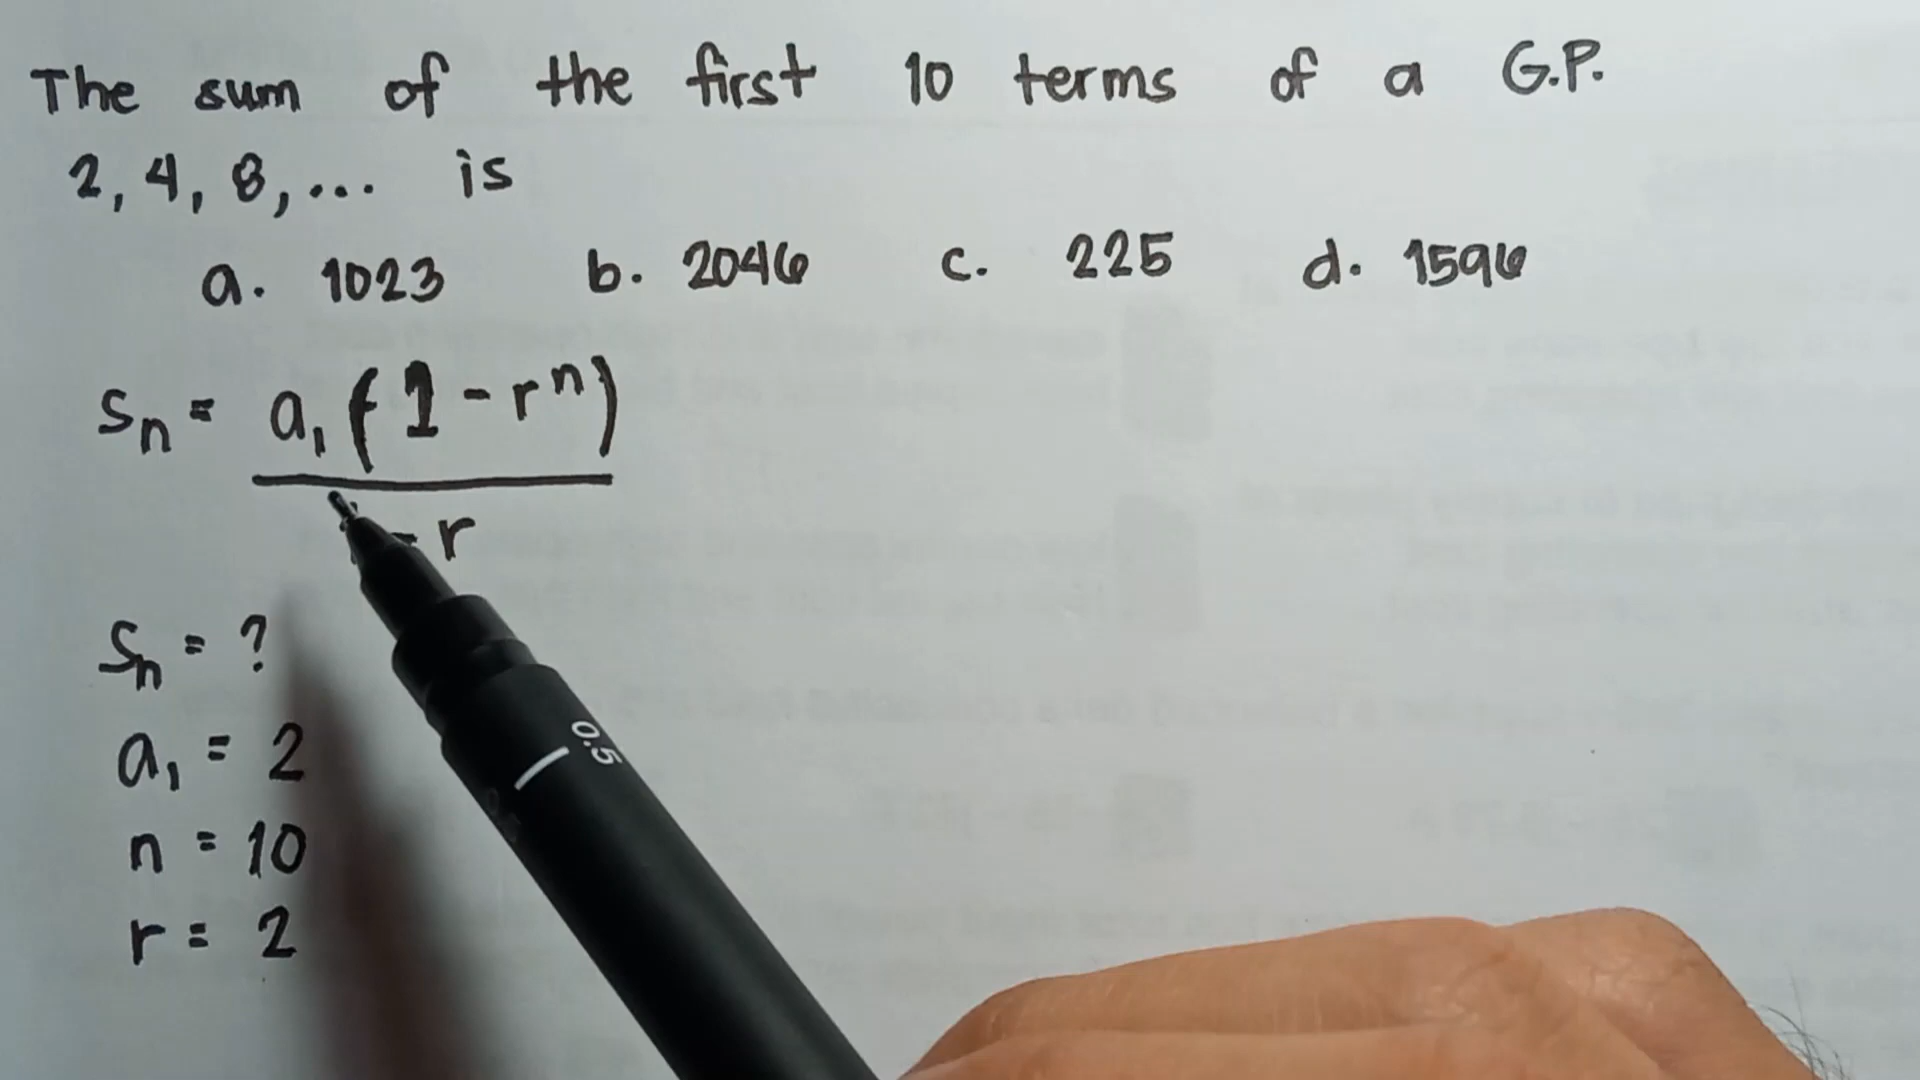 The sum of the first 10 terms of a G.P.
2, 4, 8, ... is
a. 1023 b. 2046 c. 225 d. 1596
Sn = a₁(1 - rⁿ)
- r
Sn = ?
a₁ = 2
n = 10
r = 2
0.5